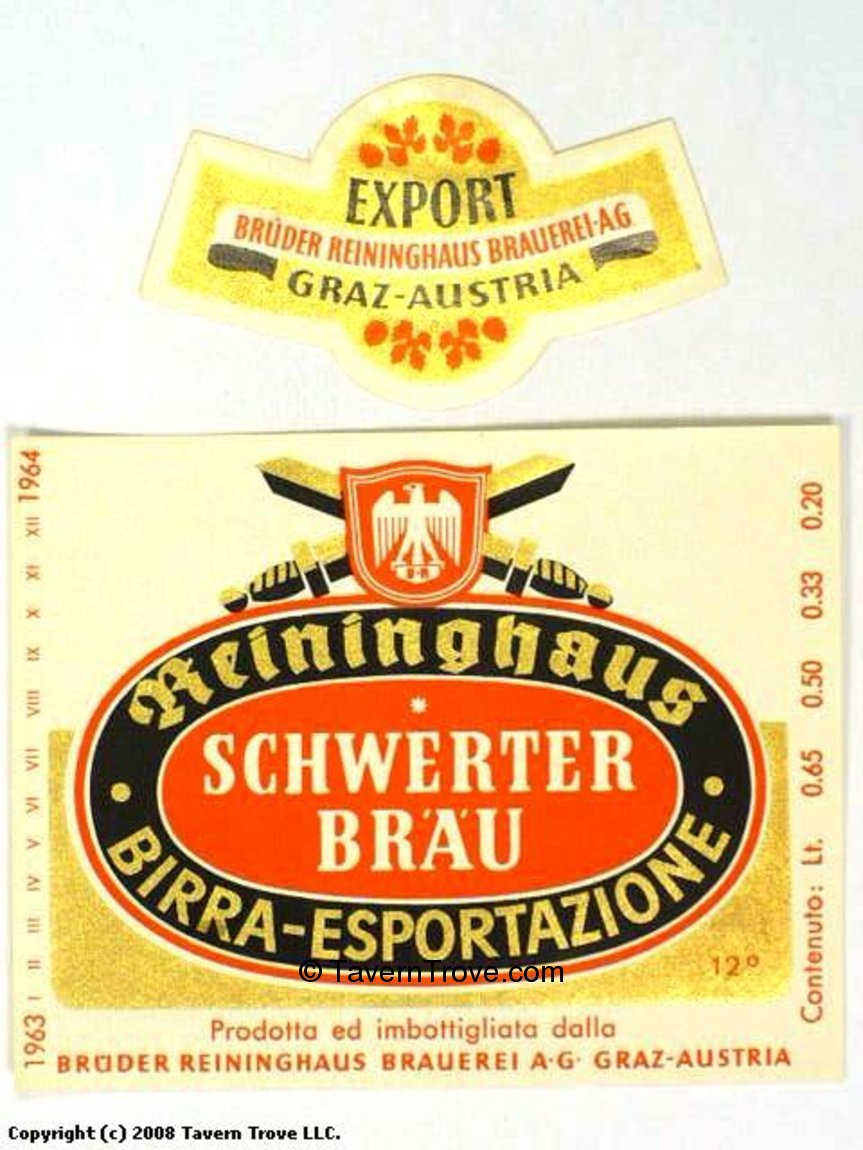 EXPORT
BRÜDER REININGHAUS BRAUEREI·AG
GRAZ-AUSTRIA
1963 I II III IV V VI VII VIII IX X XI XII 1964
B·R
Reininghaus
*
SCHWERTER
BRÄU
• BIRRA-ESPORTAZIONE •
12º
Contenuto: Lt. 0.65 0.50 0.33 0.20
Prodotta ed imbottigliata dalla
BRÜDER REININGHAUS BRAUEREI A·G· GRAZ-AUSTRIA
© TavernTrove.com
Copyright (c) 2008 Tavern Trove LLC.